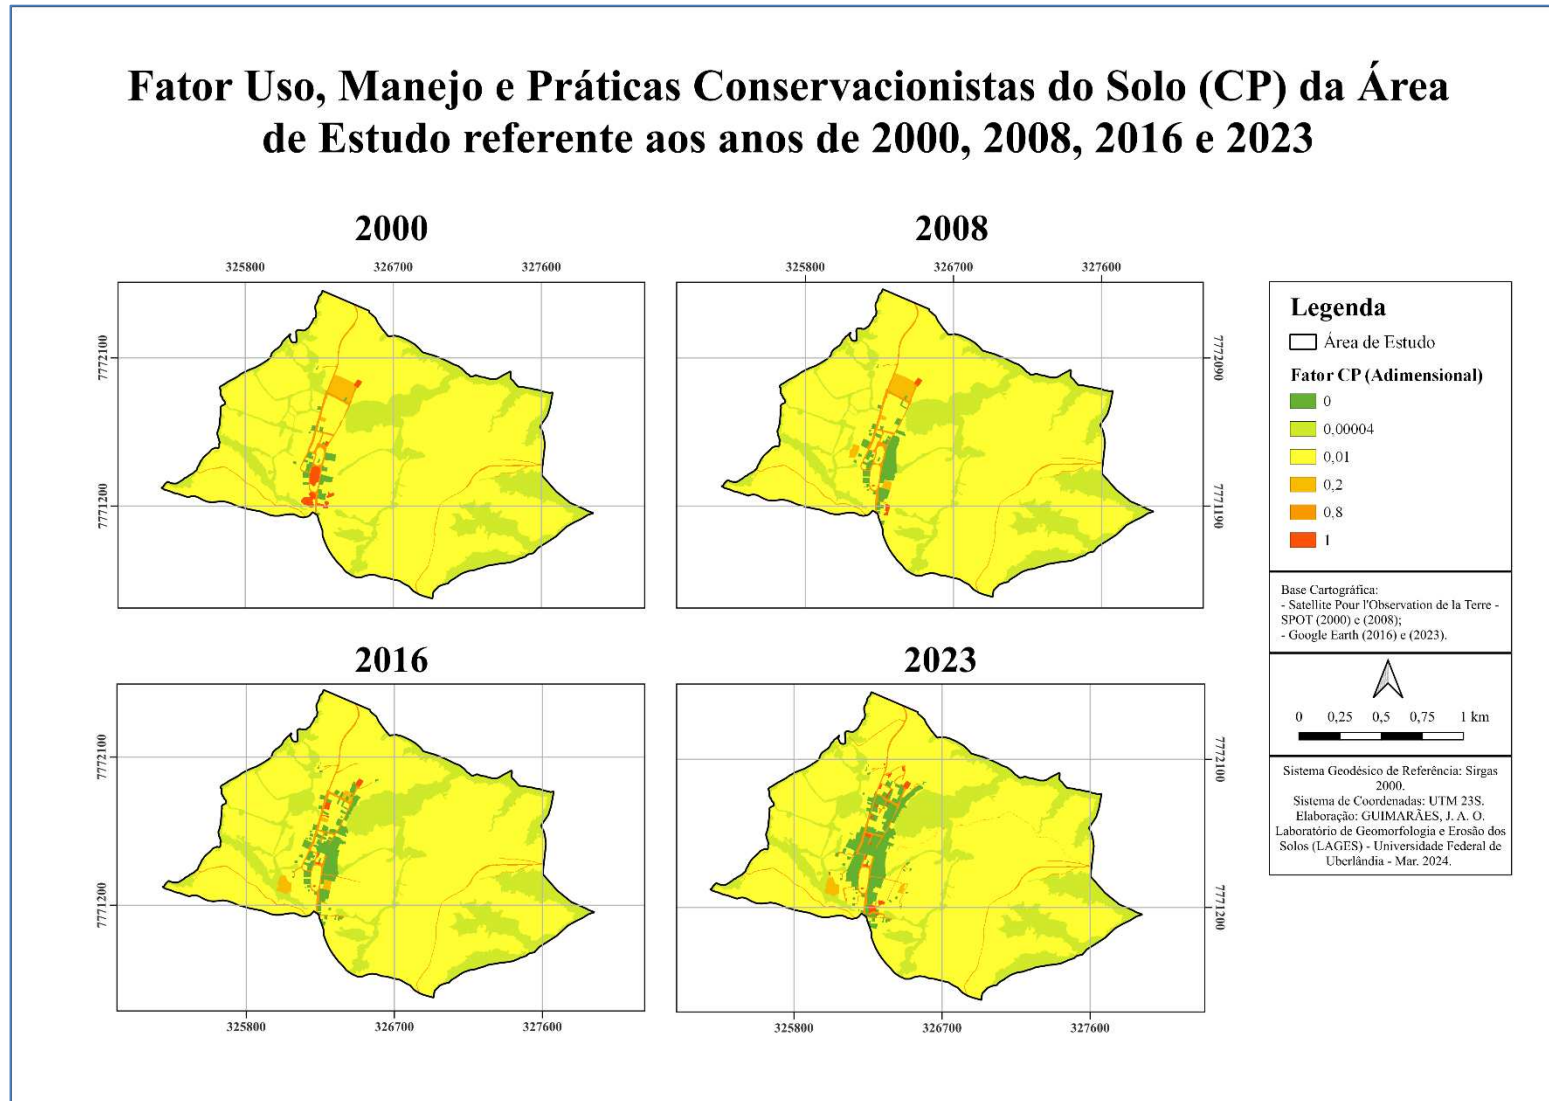 Fator Uso, Manejo e Práticas Conservacionistas do Solo (CP) da Área
de Estudo referente aos anos de 2000, 2008, 2016 e 2023
2000
325800 326700 327600
7772100
7771200
2008
325800 326700 327600
7772090
7771190
2016
7772100
7771200
325800 326700 327600
2023
7772100
7771200
325800 326700 327600
Legenda
Área de Estudo
Fator CP (Adimensional)
0
0,00004
0,01
0,2
0,8
1
Base Cartográfica:
- Satellite Pour l'Observation de la Terre -
SPOT (2000) e (2008);
- Google Earth (2016) e (2023).
0 0,25 0,5 0,75 1 km
Sistema Geodésico de Referência: Sirgas
2000.
Sistema de Coordenadas: UTM 23S.
Elaboração: GUIMARÃES, J. A. O.
Laboratório de Geomorfologia e Erosão dos
Solos (LAGES) - Universidade Federal de
Uberlândia - Mar. 2024.